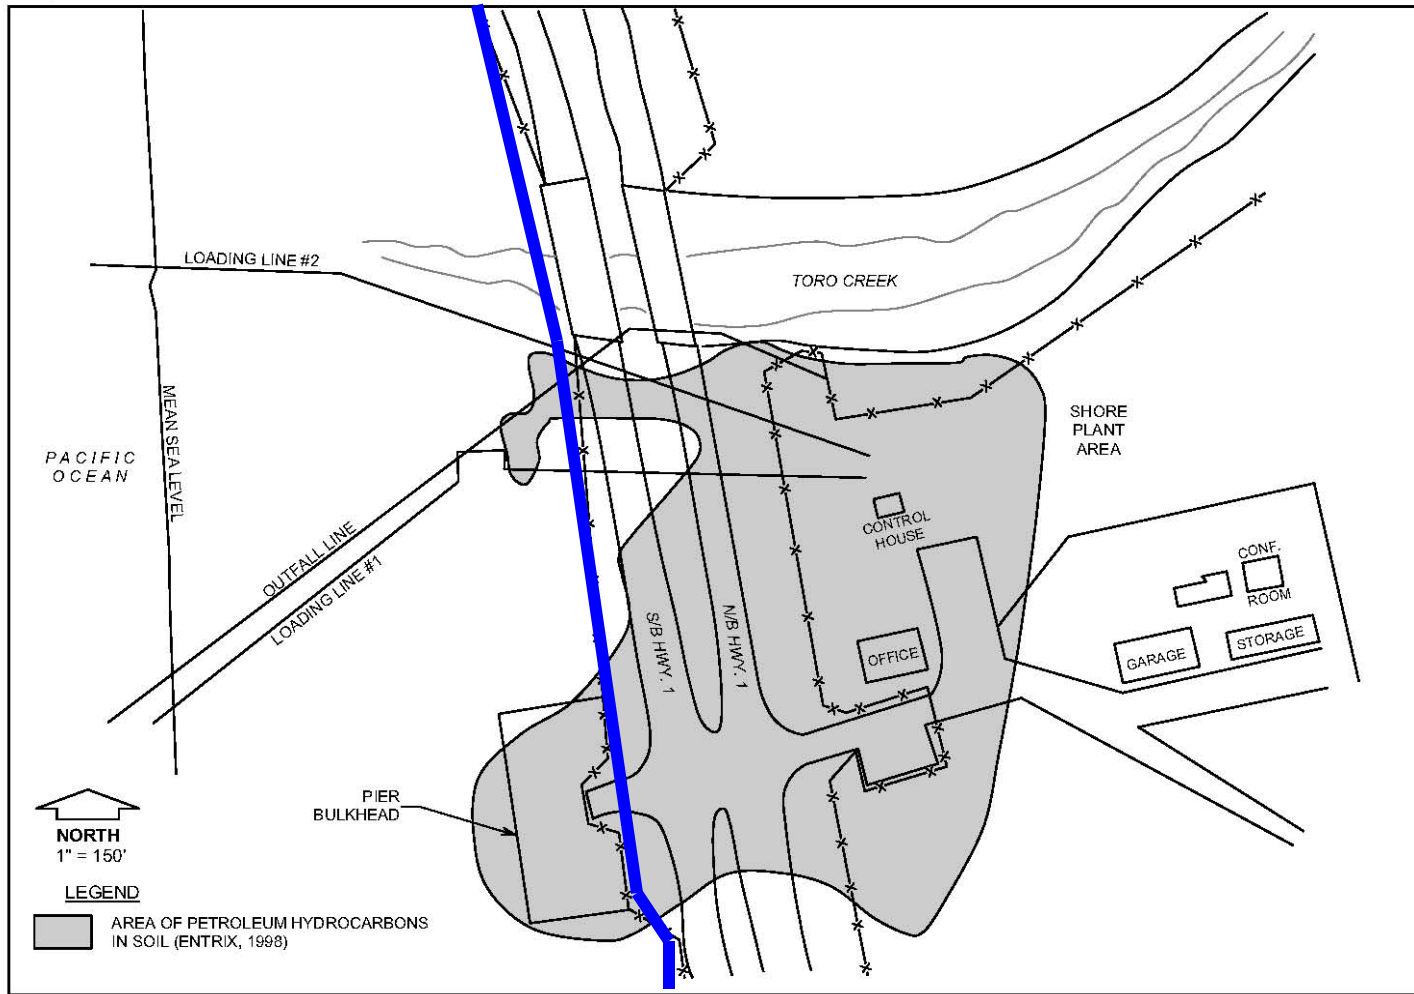 LOADING LINE #2
TORO CREEK
MEAN SEA LEVEL
PACIFIC
OCEAN
SHORE
PLANT
AREA
OUTFALL LINE
LOADING LINE #1
CONTROL
HOUSE
CONF.
ROOM
S/B HWY. 1
N/B HWY. 1
OFFICE
GARAGE
STORAGE
PIER
BULKHEAD
NORTH
1" = 150'
LEGEND
AREA OF PETROLEUM HYDROCARBONS
IN SOIL (ENTRIX, 1998)